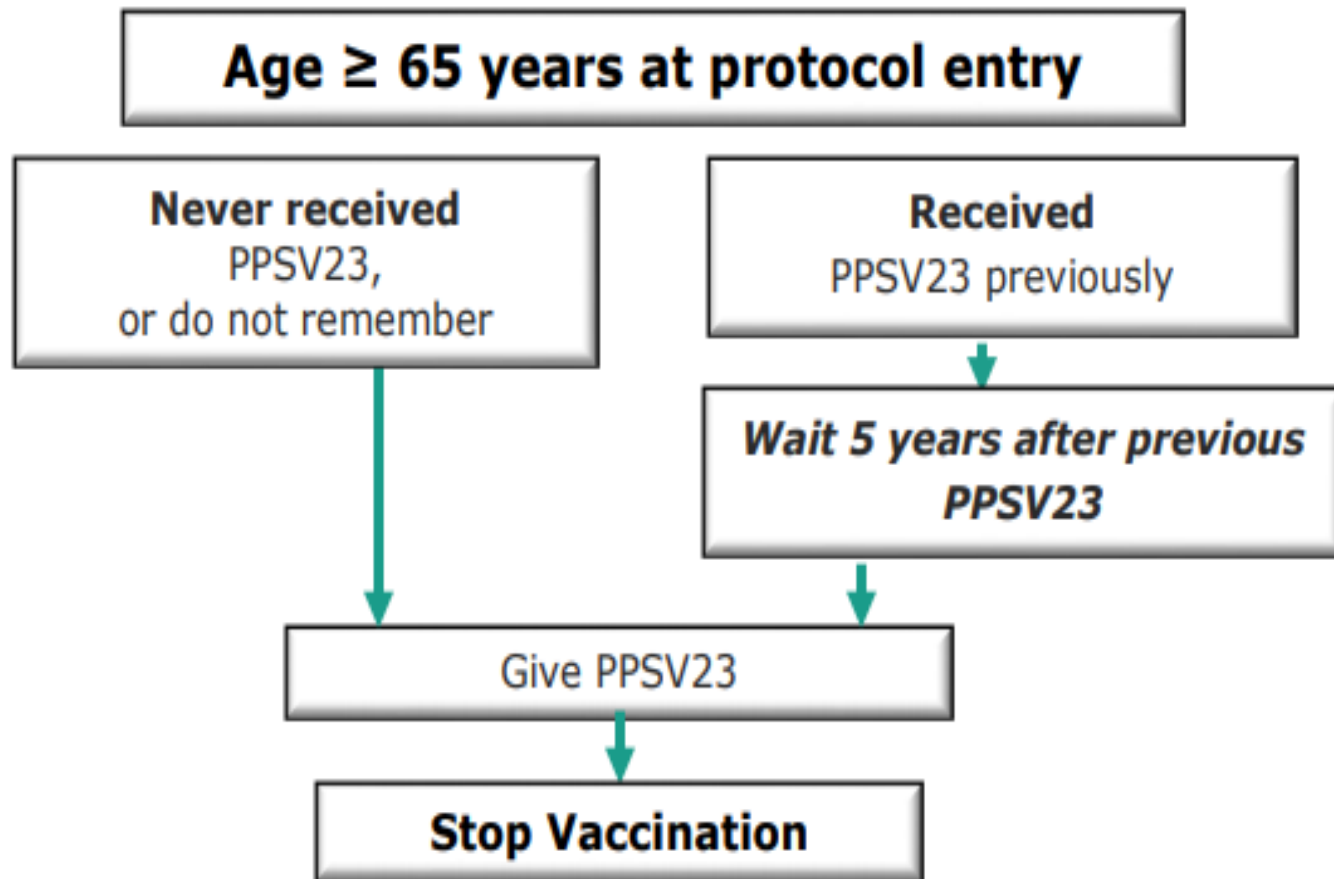 Age ≥ 65 years at protocol entry
Never received
PPSV23,
or do not remember
Received
PPSV23 previously
Wait 5 years after previous
PPSV23
Give PPSV23
Stop Vaccination